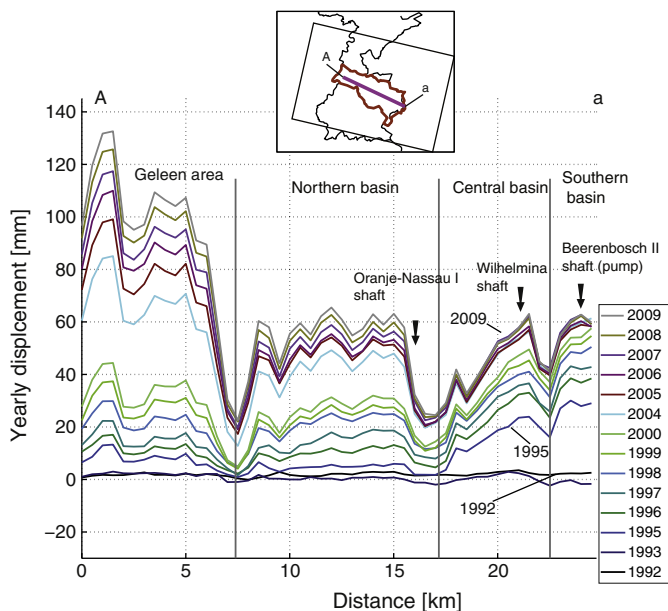 A
a
A
a
Geleen area
Northern basin
Central basin
Southern
basin
Oranje-Nassau I
shaft
Wilhelmina
shaft
Beerenbosch II
shaft (pump)
2009
1995
1992
Yearly displcement [mm]
140
120
100
80
60
40
20
0
−20
0
5
10
15
20
Distance [km]
2009
2008
2007
2006
2005
2004
2000
1999
1998
1997
1996
1995
1993
1992